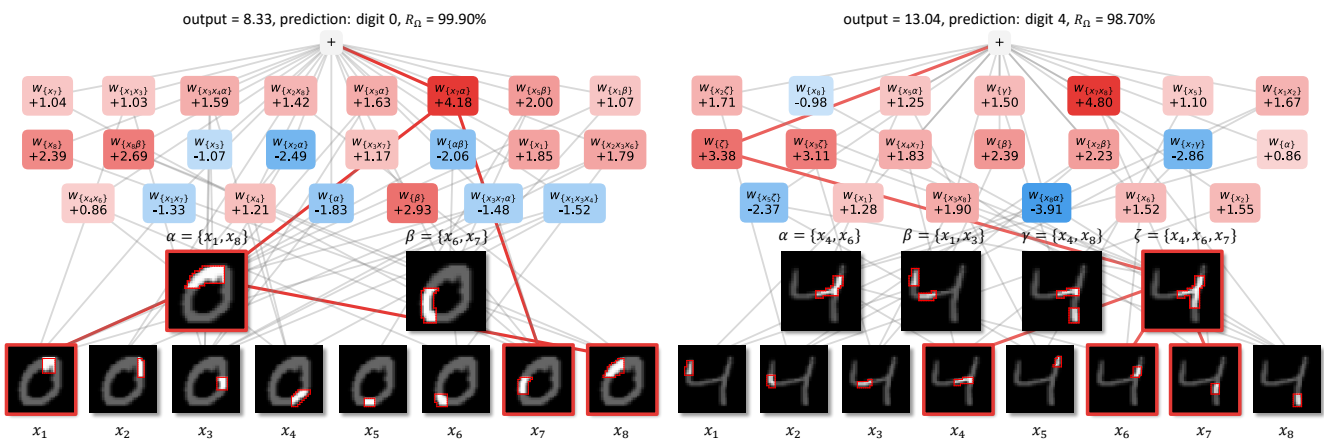 output = 8.33, prediction: digit 0, R_Ω = 99.90%
+
W_{x₇} W_{x₁x₃} W_{x₃x₄α} W_{x₂x₈} W_{x₃α} W_{x₇α} W_{x₅β} W_{x₁β}
+1.04 +1.03 +1.59 +1.42 +1.63 +4.18 +2.00 +1.07
W_{x₈} W_{x₈β} W_{x₃} W_{x₂α} W_{x₃x₇} W_{αβ} W_{x₁} W_{x₂x₃x₆}
+2.39 +2.69 -1.07 -2.49 +1.17 -2.06 +1.85 +1.79
W_{x₄x₆} W_{x₁x₇} W_{x₄} W_{α} W_{β} W_{x₃x₇α} W_{x₁x₃x₄}
+0.86 -1.33 +1.21 -1.83 +2.93 -1.48 -1.52
α = {x₁, x₈} β = {x₆, x₇}
x₁ x₂ x₃ x₄ x₅ x₆ x₇ x₈
output = 13.04, prediction: digit 4, R_Ω = 98.70%
+
W_{x₂ζ} W_{x₈} W_{x₅α} W_{γ} W_{x₇x₈} W_{x₅} W_{x₁x₂}
+1.71 -0.98 +1.25 +1.50 +4.80 +1.10 +1.67
W_{ζ} W_{x₃ζ} W_{x₄x₇} W_{β} W_{x₂β} W_{x₇γ} W_{α}
+3.38 +3.11 +1.83 +2.39 +2.23 -2.86 +0.86
W_{x₅ζ} W_{x₁} W_{x₃x₈} W_{x₈α} W_{x₆} W_{x₂}
-2.37 +1.28 +1.90 -3.91 +1.52 +1.55
α = {x₄, x₆} β = {x₁, x₃} γ = {x₄, x₈} ζ = {x₄, x₆, x₇}
x₁ x₂ x₃ x₄ x₅ x₆ x₇ x₈